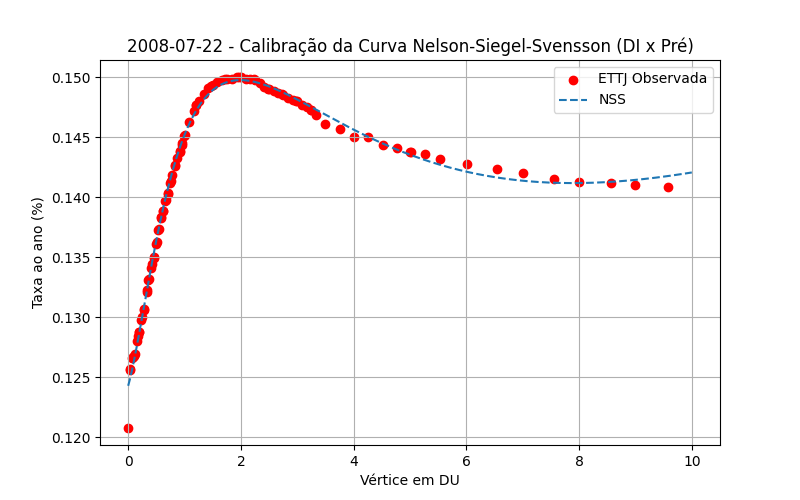 2008-07-22 - Calibração da Curva Nelson-Siegel-Svensson (DI x Pré)
ETTJ Observada
NSS
Taxa ao ano (%)
0.150
0.145
0.140
0.135
0.130
0.125
0.120
0 2 4 6 8 10
Vértice em DU